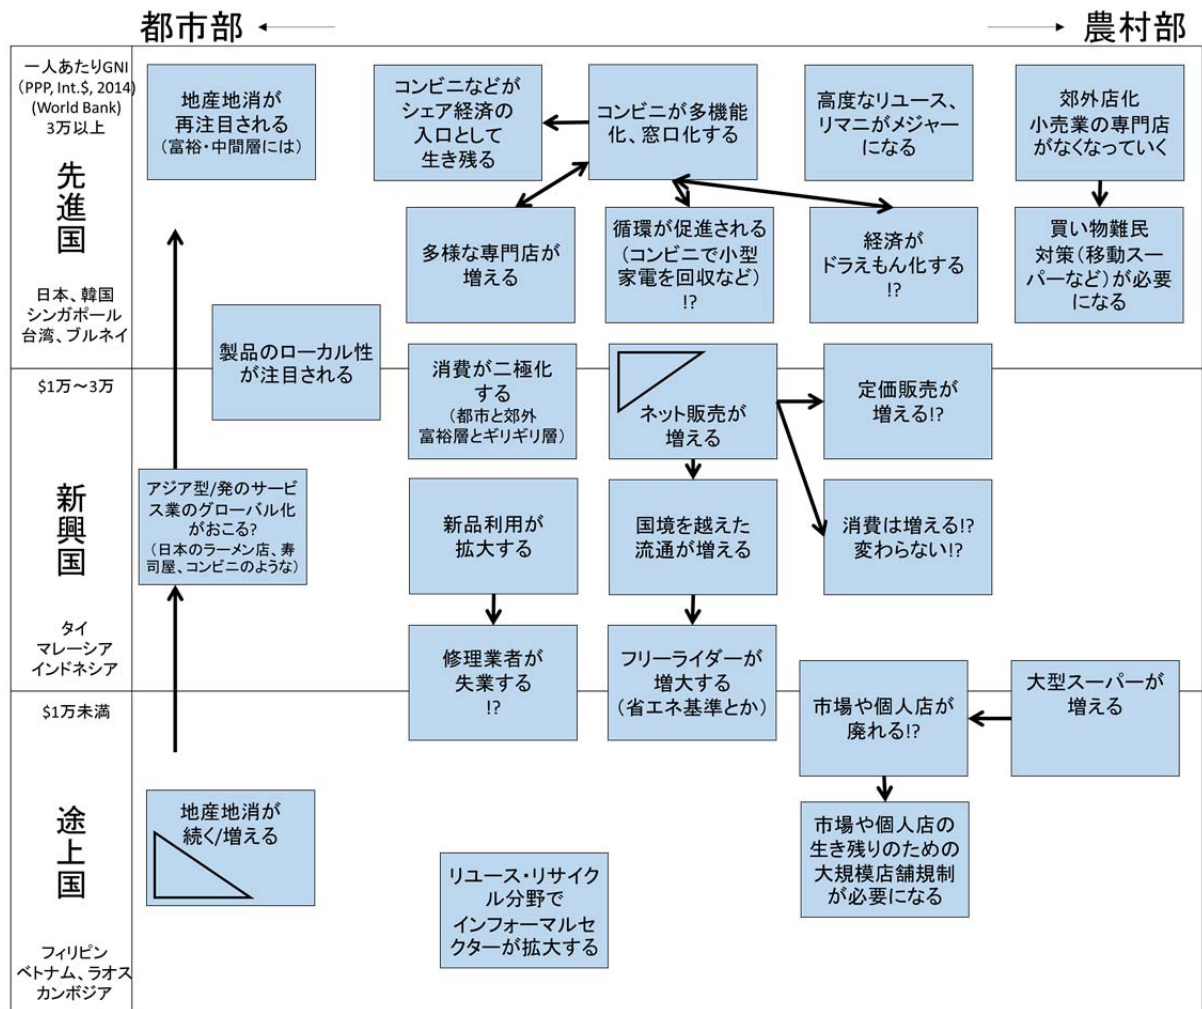 都市部
農村部
一人あたりGNI
(PPP, Int.$, 2014)
(World Bank)
3万以上
先進国
日本、韓国
シンガポール
台湾、ブルネイ
地産地消が
再注目される
(富裕・中間層には)
コンビニなどが
シェア経済の
入口として
生き残る
コンビニが多機能
化、窓口化する
高度なリユース、
リマニがメジャー
になる
郊外店化
小売業の専門店
がなくなっていく
多様な専門店が
増える
循環が促進される
(コンビニで小型
家電を回収など)
!?
経済が
ドラえもん化する
!?
買い物難民
対策(移動スー
パーなど)が必要
になる
製品のローカル性
が注目される
$1万～3万
新興国
タイ
マレーシア
インドネシア
消費が二極化
する
(都市と郊外
富裕層とギリギリ層)
ネット販売が
増える
定価販売が
増える!?
アジア型/発のサービ
ス業のグローバル化
がおこる?
(日本のラーメン店、寿
司屋、コンビニのような)
新品利用が
拡大する
国境を越えた
流通が増える
消費は増える!?
変わらない!?
修理業者が
失業する
!?
フリーライダーが
増大する
(省エネ基準とか)
市場や個人店が
廃れる!?
大型スーパーが
増える
$1万未満
途上国
フィリピン
ベトナム、ラオス
カンボジア
地産地消が
続く/増える
リユース・リサイク
ル分野で
インフォーマルセ
クターが拡大する
市場や個人店の
生き残りのための
大規模店舗規制
が必要になる